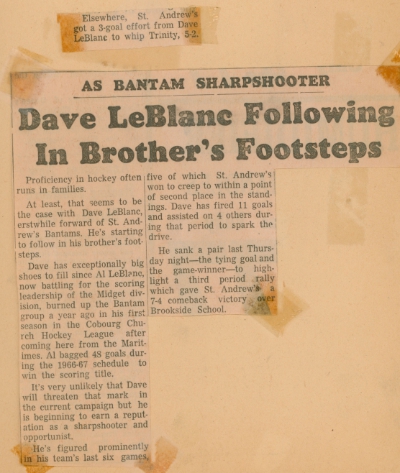 Elsewhere, St. Andrew's
got a 3-goal effort from Dave
LeBlanc to whip Trinity, 3-2.
AS BANTAM SHARPSHOOTER
Dave LeBlanc Following
In Brother's Footsteps
Proficiency in hockey often
runs in families.
At least, that seems to be
the case with Dave LeBlanc,
erstwhile forward of St. And-
rew's Bantams. He's starting
to follow in his brother's foot-
steps.
Dave has exceptionally big
shoes to fill since Al LeBlanc,
now battling for the scoring
leadership of the Midget div-
ision, burned up the Bantam
group a year ago in his first
season in the Cobourg Chu-
rch Hockey League after
coming here from the Marit-
imes. Al bagged 48 goals dur-
ing the 1966-67 schedule to
win the scoring title.
It's very unlikely that Dave
will threaten that mark in
the current campaign but he
is beginning to earn a reput-
ation as a sharpshooter and
opportunist.
He's figured prominently
in his team's last six games,
five of which St. Andrew's
won to creep to within a point
of second place in the stand-
ings. Dave has fired 11 goals
and assisted on 4 others dur-
ing that period to spark the
drive.
He sank a pair last Thurs-
day night—the tying goal and
the game-winner—to high-
light a third period rally
which gave St. Andrew's a
7-4 comeback victory over
Brookside School.